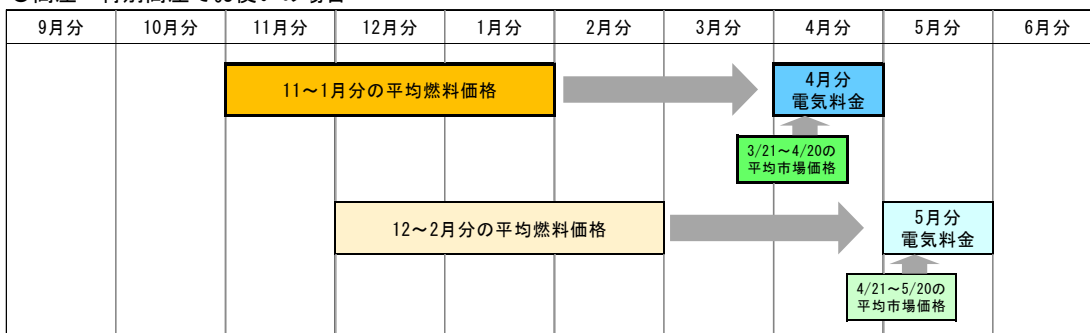 9月分 10月分 11月分 12月分 1月分 2月分 3月分 4月分 5月分 6月分
11～1月分の平均燃料価格
4月分
電気料金
3/21～4/20の
平均市場価格
12～2月分の平均燃料価格
5月分
電気料金
4/21～5/20の
平均市場価格